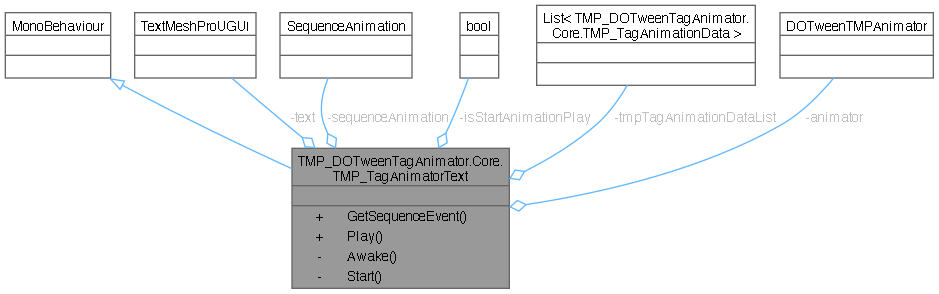 MonoBehaviour
TextMeshProUGUI
SequenceAnimation
bool
List< TMP_DOTweenTagAnimator.
Core.TMP_TagAnimationData >
DOTweenTMPAnimator
-text
-sequenceAnimation
-isStartAnimationPlay
-tmpTagAnimationDataList
-animator
TMP_DOTweenTagAnimator.Core.
TMP_TagAnimatorText
+ GetSequenceEvent()
+ Play()
- Awake()
- Start()